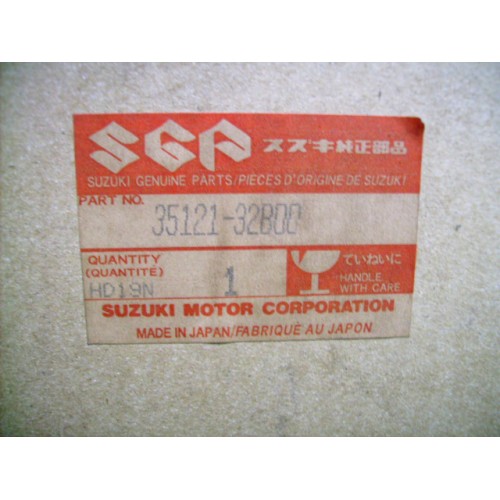 SGP スズキ純正部品
SUZUKI GENUINE PARTS/PIECES D'ORIGINE DE SUZUKI
PART NO. 35121-32B00
QUANTITY
(QUANTITÉ)
HD19N 1
ていねいに
HANDLE
WITH CARE
SUZUKI MOTOR CORPORATION
MADE IN JAPAN/FABRIQUÉ AU JAPON